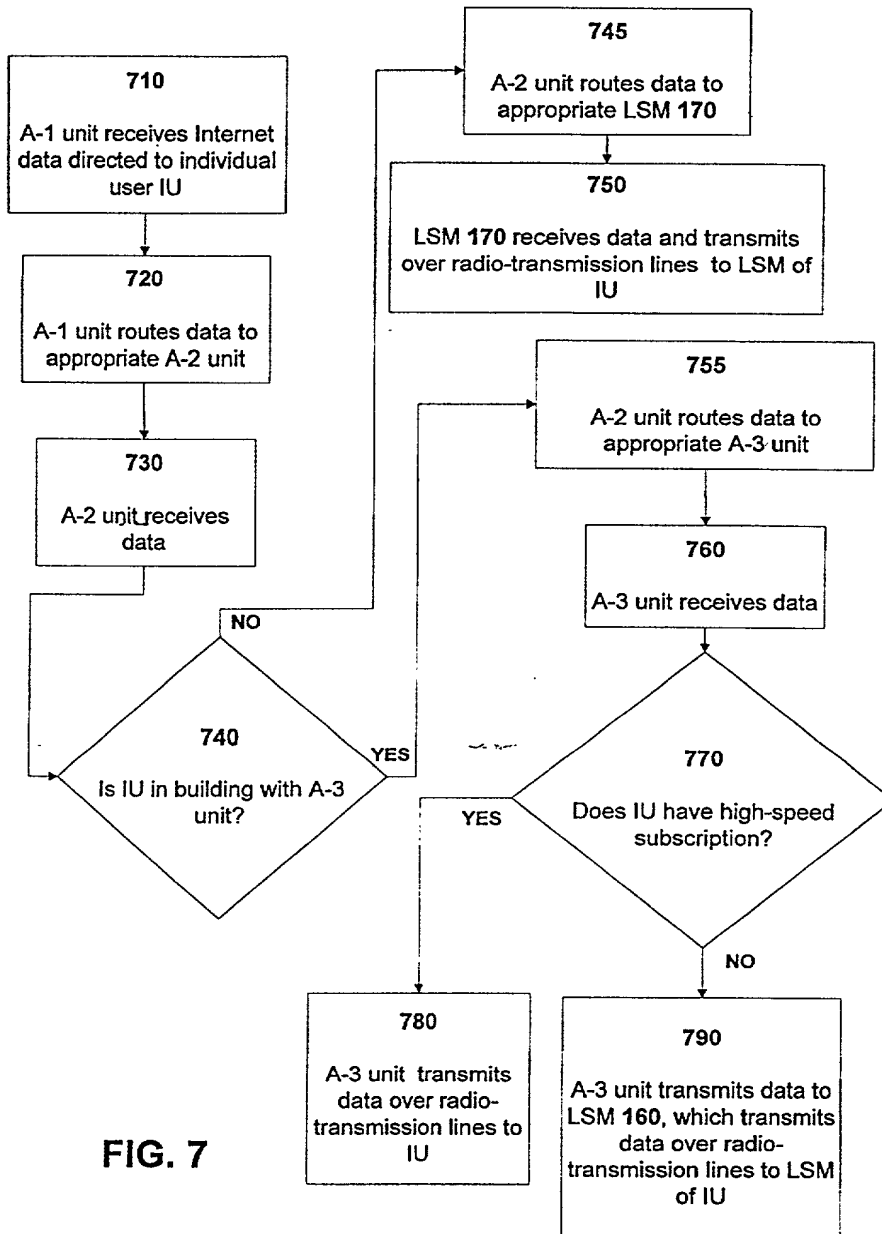 710
A-1 unit receives Internet
data directed to individual
user IU
720
A-1 unit routes data to
appropriate A-2 unit
730
A-2 unit receives
data
740
Is IU in building with A-3
unit?
NO
YES
745
A-2 unit routes data to
appropriate LSM 170
750
LSM 170 receives data and transmits
over radio-transmission lines to LSM of
IU
755
A-2 unit routes data to
appropriate A-3 unit
760
A-3 unit receives data
770
Does IU have high-speed
subscription?
YES
NO
780
A-3 unit transmits
data over radio-
transmission lines to
IU
790
A-3 unit transmits data to
LSM 160, which transmits
data over radio-
transmission lines to LSM
of IU
FIG. 7